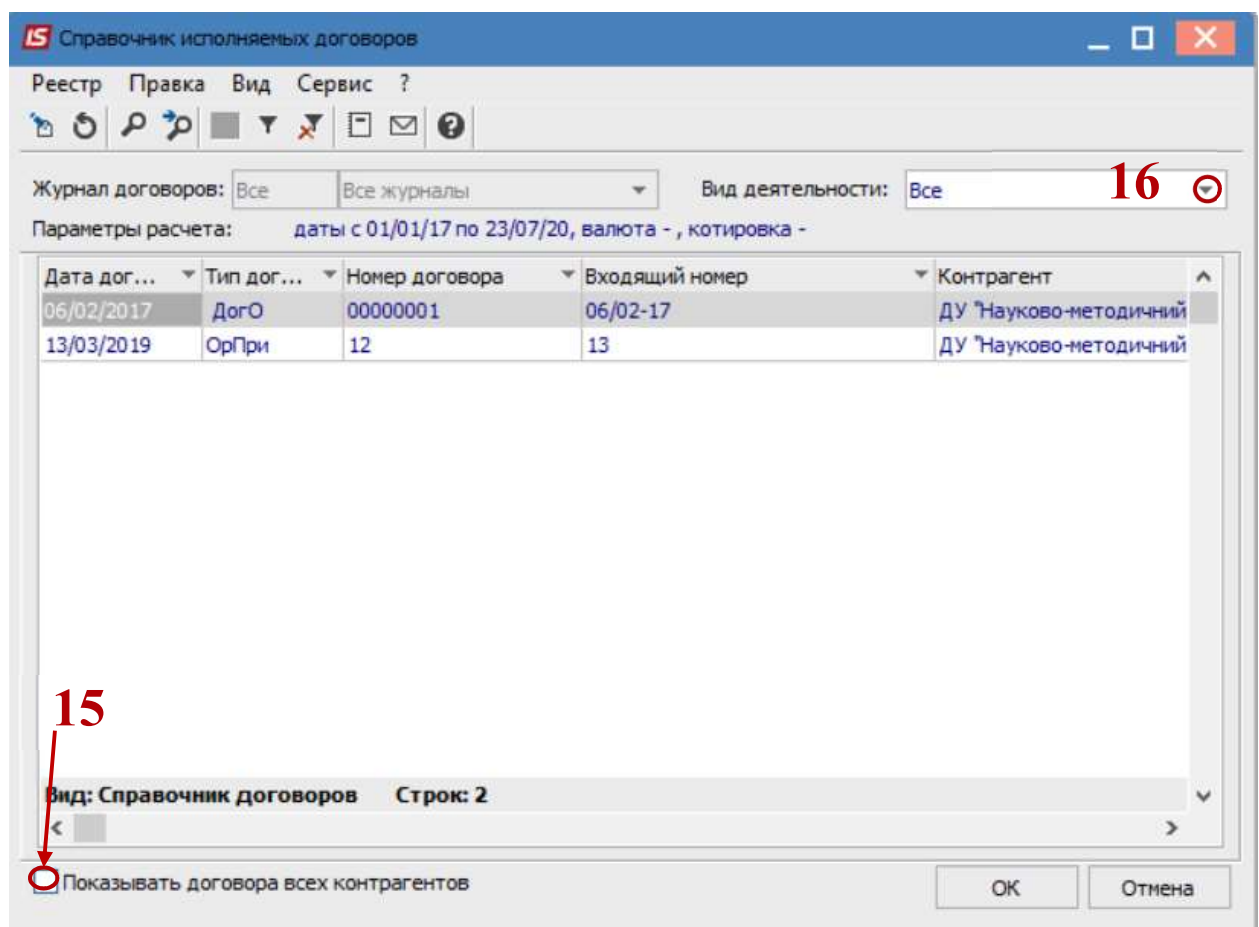 IS Справочник исполняемых договоров
Реестр Правка Вид Сервис ?
Журнал договоров: Все Все журналы Вид деятельности: Все 16
Параметры расчета: даты с 01/01/17 по 23/07/20, валюта - , котировка -
Дата дог... Тип дог... Номер договора Входящий номер Контрагент
06/02/2017 ДогО 00000001 06/02-17 ДУ "Науково-методичний
13/03/2019 ОрПри 12 13 ДУ "Науково-методичний
15
Вид: Справочник договоров Строк: 2
Показывать договора всех контрагентов OK Отмена